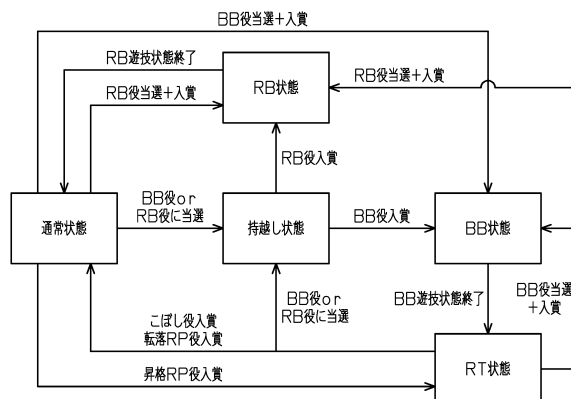 BB役当選+入賞
RB遊技状態終了
RB役当選+入賞
RB状態
RB役当選+入賞
RB役入賞
通常状態
BB役or
RB役に当選
持越し状態
BB役入賞
BB状態
BB役or
RB役に当選
BB遊技状態終了
BB役当選
+入賞
こぼし役入賞
転落RP役入賞
昇格RP役入賞
RT状態